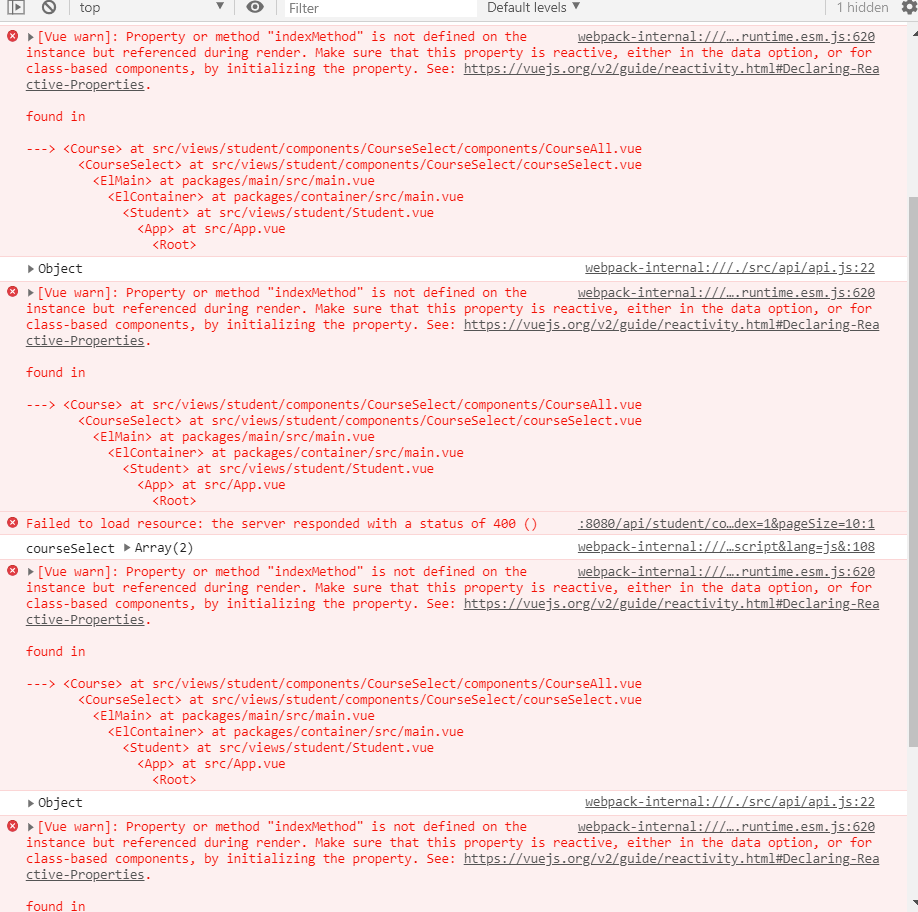 top
Filter
Default levels
1 hidden
[Vue warn]: Property or method "indexMethod" is not defined on the webpack-internal:///….runtime.esm.js:620
instance but referenced during render. Make sure that this property is reactive, either in the data option, or for
class-based components, by initializing the property. See: https://vuejs.org/v2/guide/reactivity.html#Declaring-Rea
ctive-Properties.
found in
---> <Course> at src/views/student/components/CourseSelect/components/CourseAll.vue
<CourseSelect> at src/views/student/components/CourseSelect/courseSelect.vue
<ElMain> at packages/main/src/main.vue
<ElContainer> at packages/container/src/main.vue
<Student> at src/views/student/Student.vue
<App> at src/App.vue
<Root>
Object webpack-internal:///./src/api/api.js:22
[Vue warn]: Property or method "indexMethod" is not defined on the webpack-internal:///….runtime.esm.js:620
instance but referenced during render. Make sure that this property is reactive, either in the data option, or for
class-based components, by initializing the property. See: https://vuejs.org/v2/guide/reactivity.html#Declaring-Rea
ctive-Properties.
found in
---> <Course> at src/views/student/components/CourseSelect/components/CourseAll.vue
<CourseSelect> at src/views/student/components/CourseSelect/courseSelect.vue
<ElMain> at packages/main/src/main.vue
<ElContainer> at packages/container/src/main.vue
<Student> at src/views/student/Student.vue
<App> at src/App.vue
<Root>
Failed to load resource: the server responded with a status of 400 () :8080/api/student/co…dex=1&pageSize=10:1
courseSelect Array(2) webpack-internal:///…script&lang=js&:108
[Vue warn]: Property or method "indexMethod" is not defined on the webpack-internal:///….runtime.esm.js:620
instance but referenced during render. Make sure that this property is reactive, either in the data option, or for
class-based components, by initializing the property. See: https://vuejs.org/v2/guide/reactivity.html#Declaring-Rea
ctive-Properties.
found in
---> <Course> at src/views/student/components/CourseSelect/components/CourseAll.vue
<CourseSelect> at src/views/student/components/CourseSelect/courseSelect.vue
<ElMain> at packages/main/src/main.vue
<ElContainer> at packages/container/src/main.vue
<Student> at src/views/student/Student.vue
<App> at src/App.vue
<Root>
Object webpack-internal:///./src/api/api.js:22
[Vue warn]: Property or method "indexMethod" is not defined on the webpack-internal:///….runtime.esm.js:620
instance but referenced during render. Make sure that this property is reactive, either in the data option, or for
class-based components, by initializing the property. See: https://vuejs.org/v2/guide/reactivity.html#Declaring-Rea
ctive-Properties.
found in